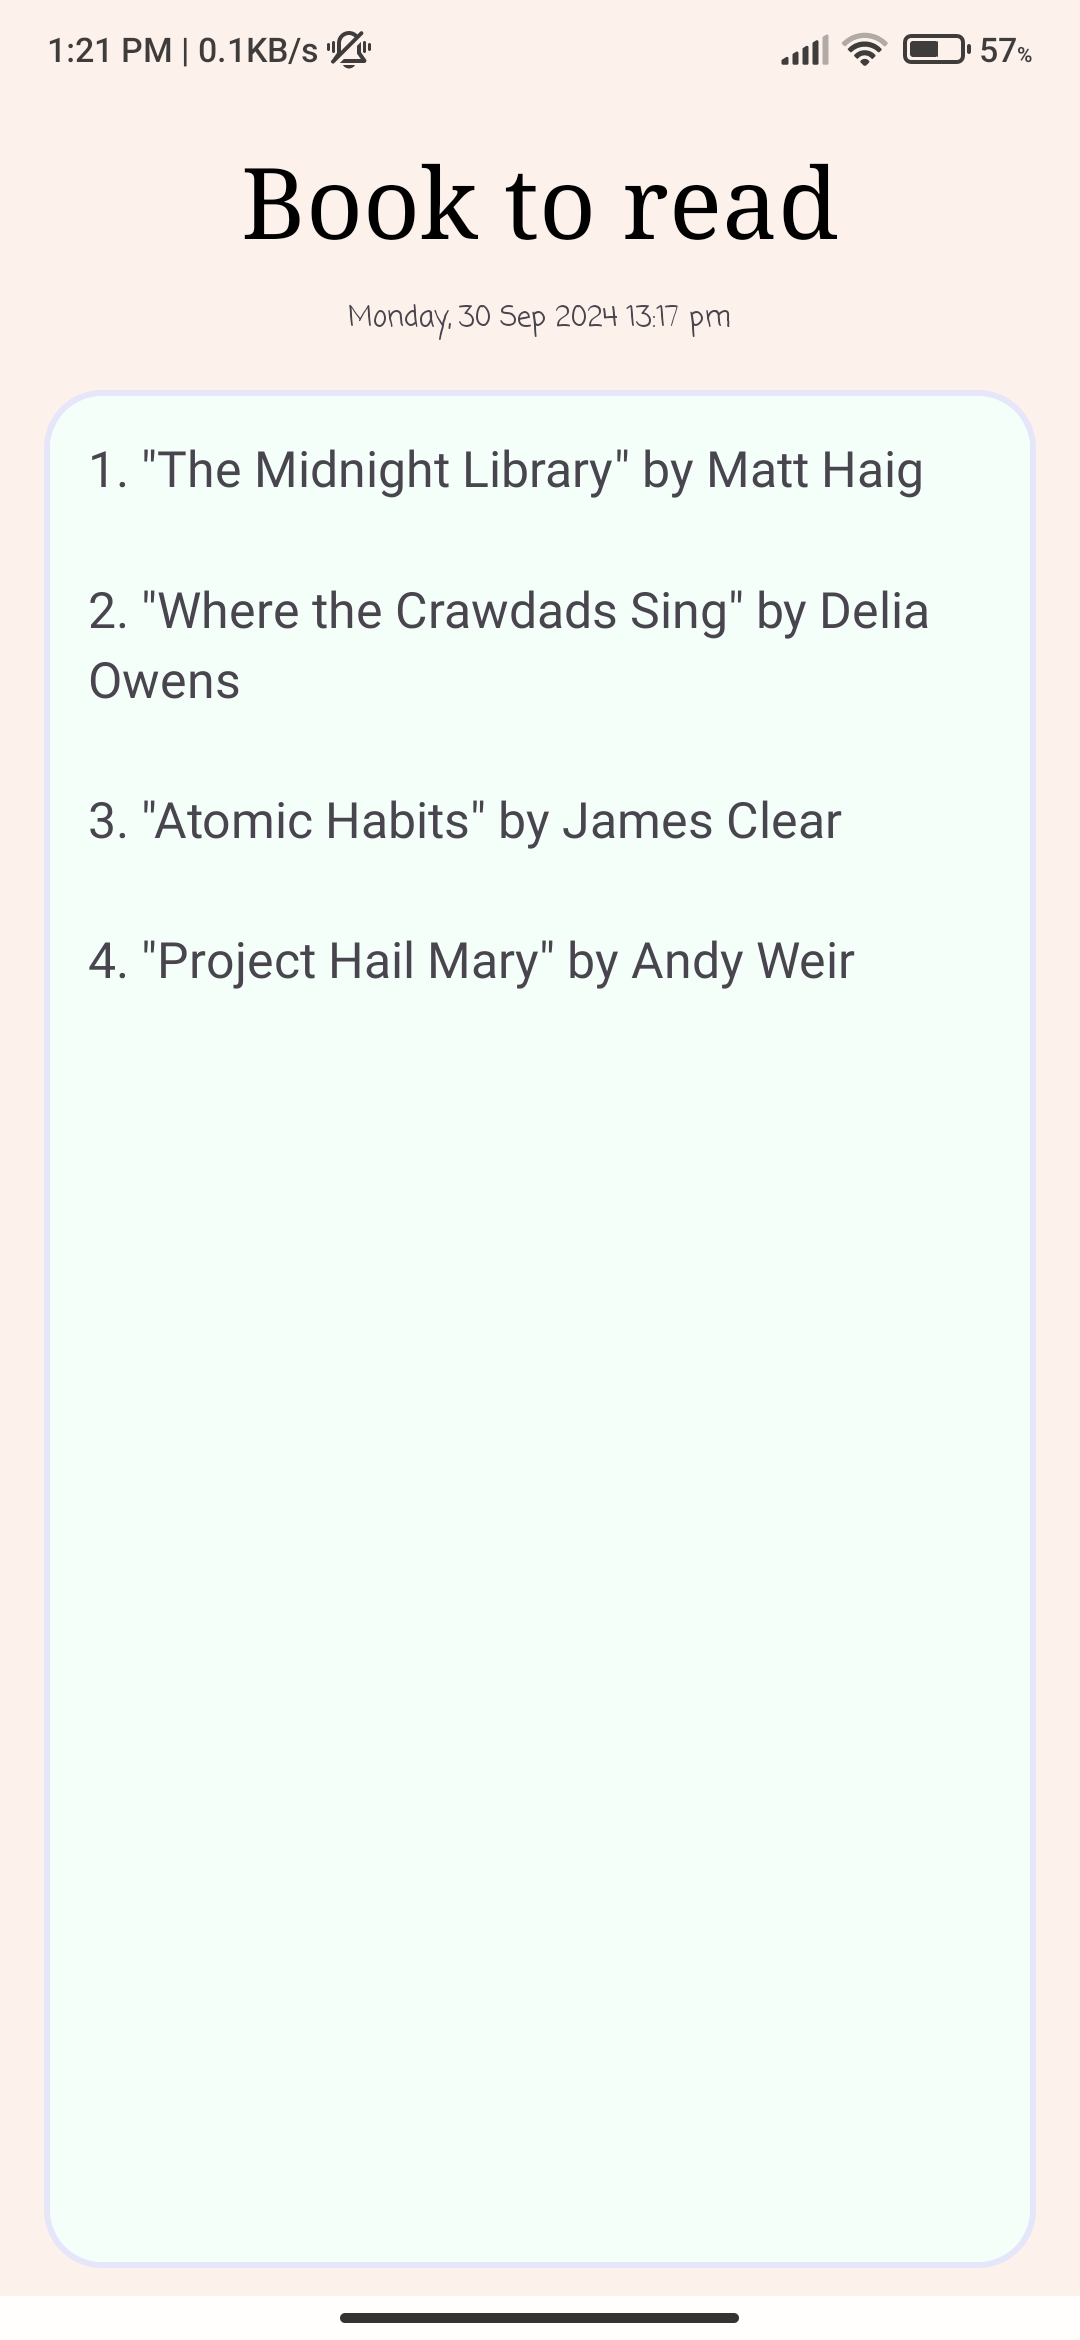 1:21 PM | 0.1KB/s 57%
Book to read
Monday, 30 Sep 2024 13:17 pm
1. "The Midnight Library" by Matt Haig
2. "Where the Crawdads Sing" by Delia
Owens
3. "Atomic Habits" by James Clear
4. "Project Hail Mary" by Andy Weir